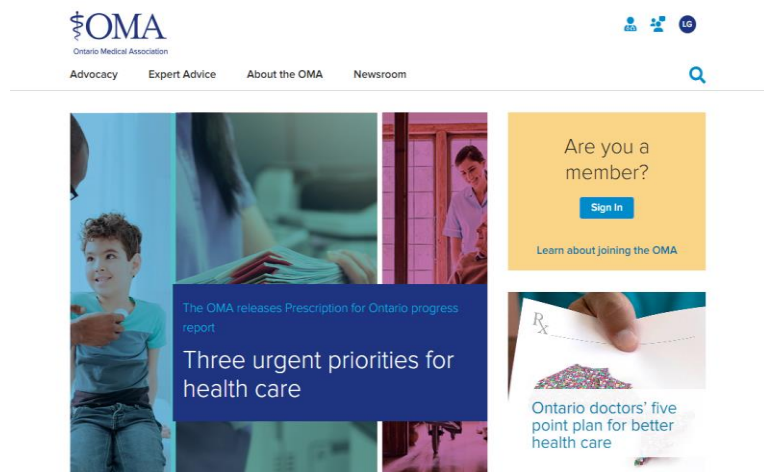 OMA
Ontario Medical Association
LG
Advocacy Expert Advice About the OMA Newsroom
Are you a
member?
Sign In
Learn about joining the OMA
The OMA releases Prescription for Ontario progress
report
Three urgent priorities for
health care
Rx
Ontario doctors' five
point plan for better
health care